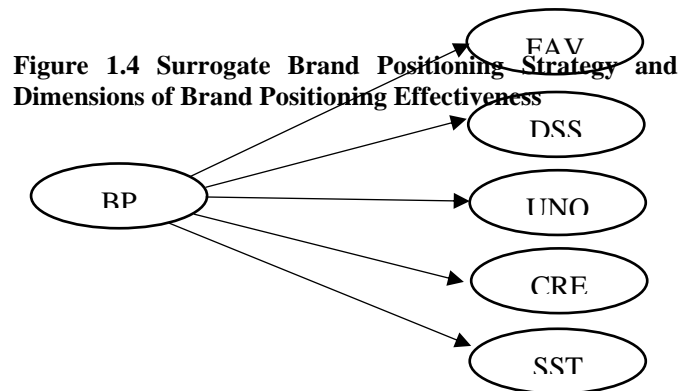 FAV
Figure 1.4 Surrogate Brand Positioning Strategy and
Dimensions of Brand Positioning Effectiveness
DSS
BP
UNO
CRE
SST